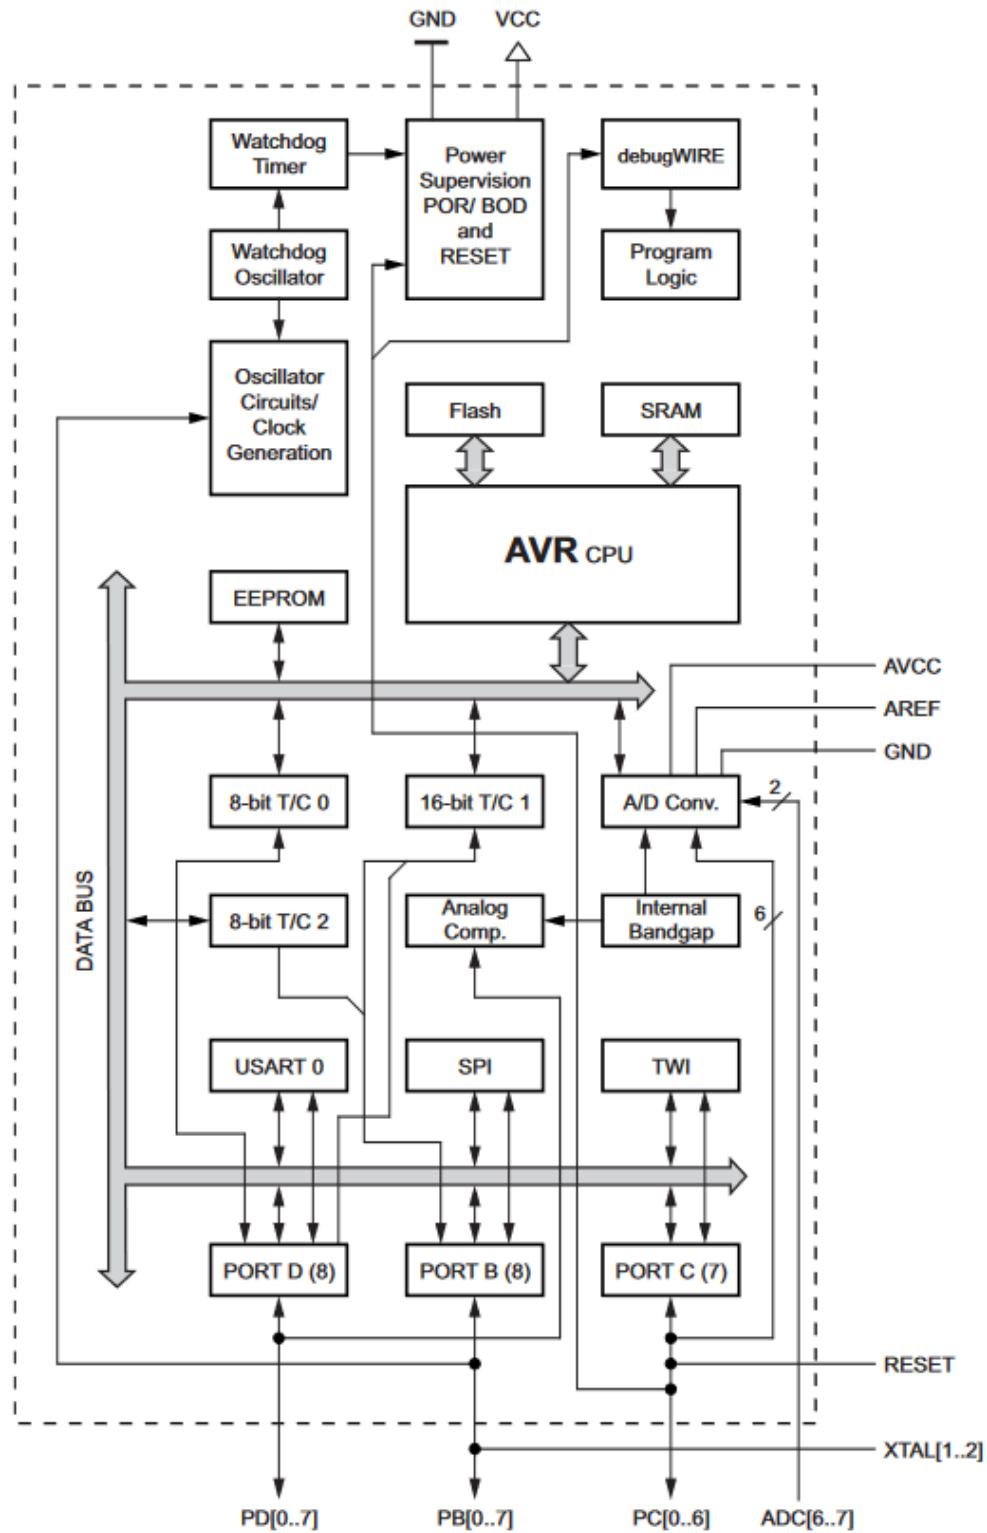 GND
VCC
Watchdog
Timer
Power
Supervision
POR/ BOD
and
RESET
debugWIRE
Watchdog
Oscillator
Program
Logic
Oscillator
Circuits/
Clock
Generation
Flash
SRAM
AVR CPU
EEPROM
AVCC
AREF
GND
8-bit T/C 0
16-bit T/C 1
A/D Conv.
2
DATA BUS
8-bit T/C 2
Analog
Comp.
Internal
Bandgap
6
USART 0
SPI
TWI
PORT D (8)
PORT B (8)
PORT C (7)
RESET
XTAL[1..2]
PD[0..7]
PB[0..7]
PC[0..6]
ADC[6..7]